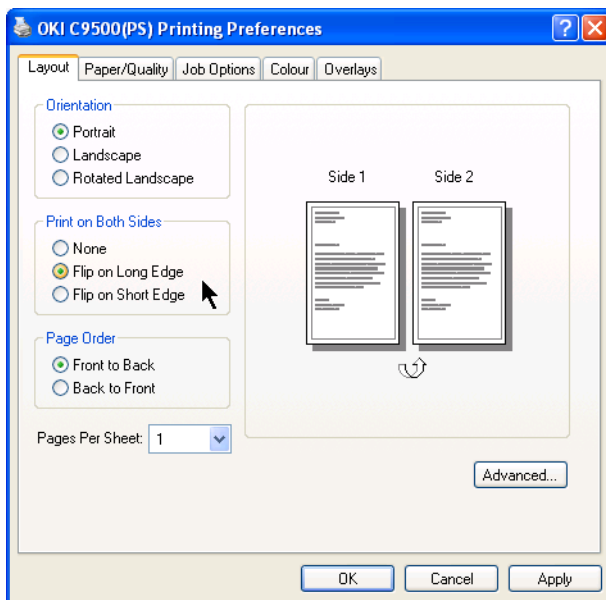 OKI C9500(PS) Printing Preferences
Layout Paper/Quality Job Options Colour Overlays
Orientation
Portrait
Landscape
Rotated Landscape
Print on Both Sides
None
Flip on Long Edge
Flip on Short Edge
Page Order
Front to Back
Back to Front
Pages Per Sheet: 1
Side 1 Side 2
Advanced...
OK Cancel Apply